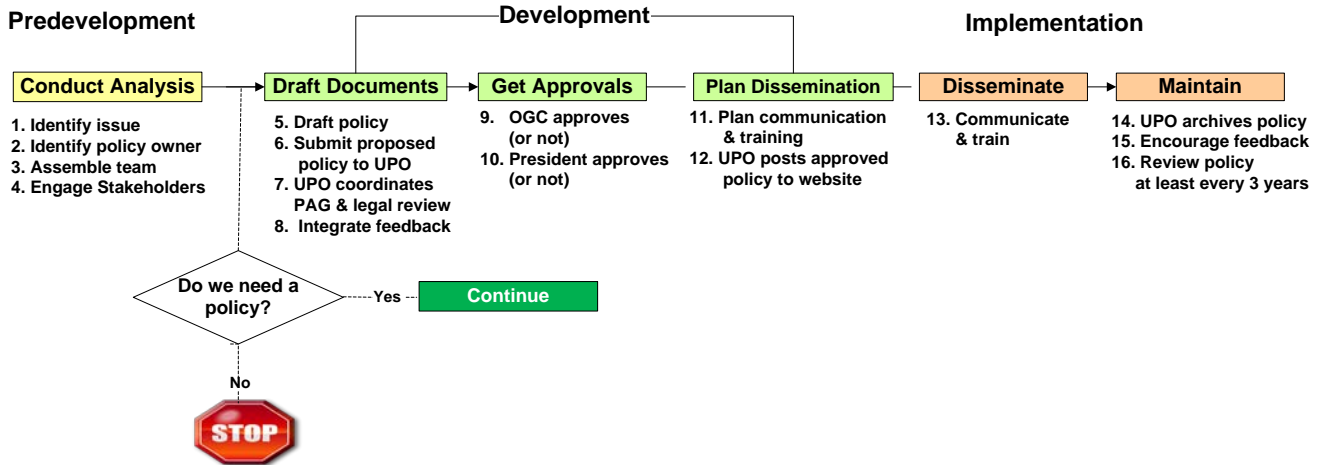 Predevelopment
Development
Implementation
Conduct Analysis
1. Identify issue
2. Identify policy owner
3. Assemble team
4. Engage Stakeholders
Draft Documents
5. Draft policy
6. Submit proposed
policy to UPO
7. UPO coordinates
PAG & legal review
8. Integrate feedback
Get Approvals
9. OGC approves
(or not)
10. President approves
(or not)
Plan Dissemination
11. Plan communication
& training
12. UPO posts approved
policy to website
Disseminate
13. Communicate
& train
Maintain
14. UPO archives policy
15. Encourage feedback
16. Review policy
at least every 3 years
Do we need a
policy?
Yes
Continue
No
STOP